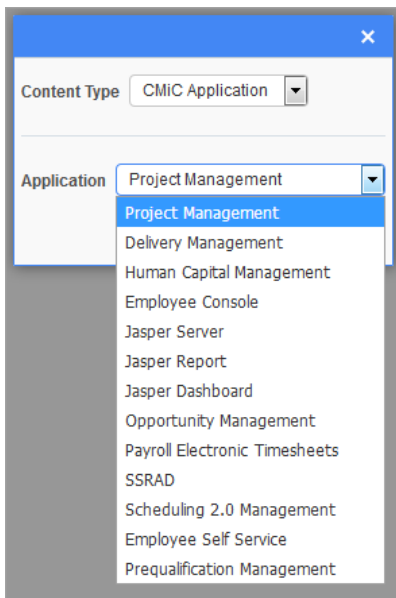 Content Type CMiC Application
Application Project Management
Project Management
Delivery Management
Human Capital Management
Employee Console
Jasper Server
Jasper Report
Jasper Dashboard
Opportunity Management
Payroll Electronic Timesheets
SSRAD
Scheduling 2.0 Management
Employee Self Service
Prequalification Management